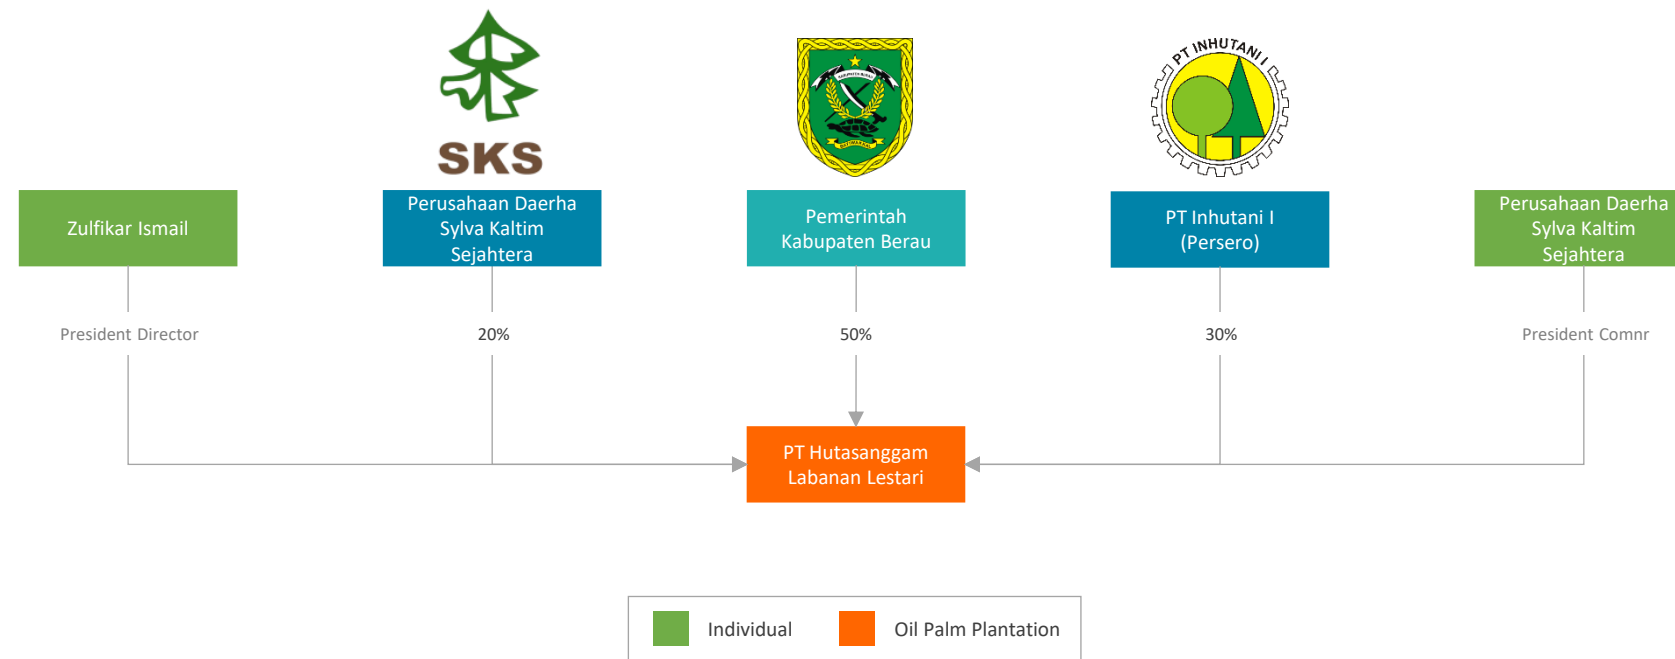 SKS
PT INHUTANI I
Zulfikar Ismail
Perusahaan Daerha
Sylva Kaltim
Sejahtera
Pemerintah
Kabupaten Berau
PT Inhutani I
(Persero)
Perusahaan Daerha
Sylva Kaltim
Sejahtera
President Director
20%
50%
30%
President Comnr
PT Hutasanggam
Labanan Lestari
Individual
Oil Palm Plantation